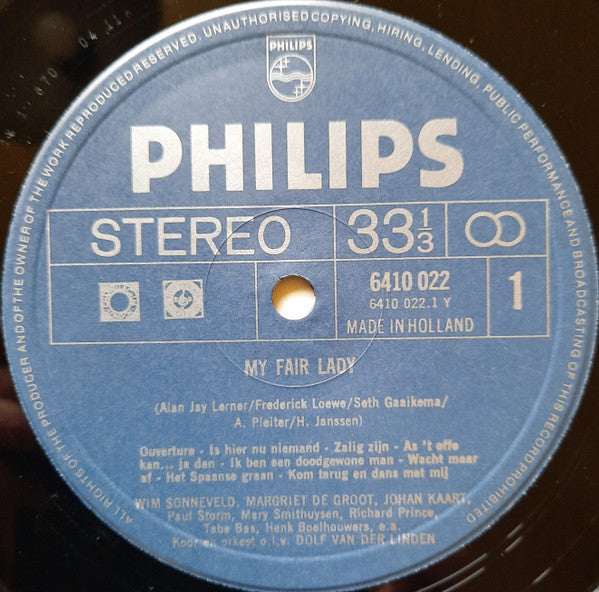 ALL RIGHTS OF THE PRODUCER AND OF THE OWNER OF THE WORK REPRODUCED RESERVED. UNAUTHORISED COPYING, HIRING, LENDING, PUBLIC PERFORMANCE AND BROADCASTING OF THIS RECORD PROHIBITED
PHILIPS
PHILIPS
STEREO 33 1/3
6410 022
6410 022.1 Y
1
MADE IN HOLLAND
MY FAIR LADY
(Alan Jay Lerner/Frederick Loewe/Seth Gaaikema/
A. Pleiter/H. Janssen)
Ouverture - Is hier nu niemand - Zalig zijn - As 't effe
kan... ja dan - Ik ben een doodgewone man - Wacht maar
af - Het Spaanse graan - Kom terug en dans met mij
WIM SONNEVELD, MARGRIET DE GROOT, JOHAN KAART,
Paul Storm, Mary Smithuysen, Richard Prince,
Tabe Bas, Henk Boelhouwers, e.a.
Koor en orkest o.l.v. DOLF VAN DER LINDEN